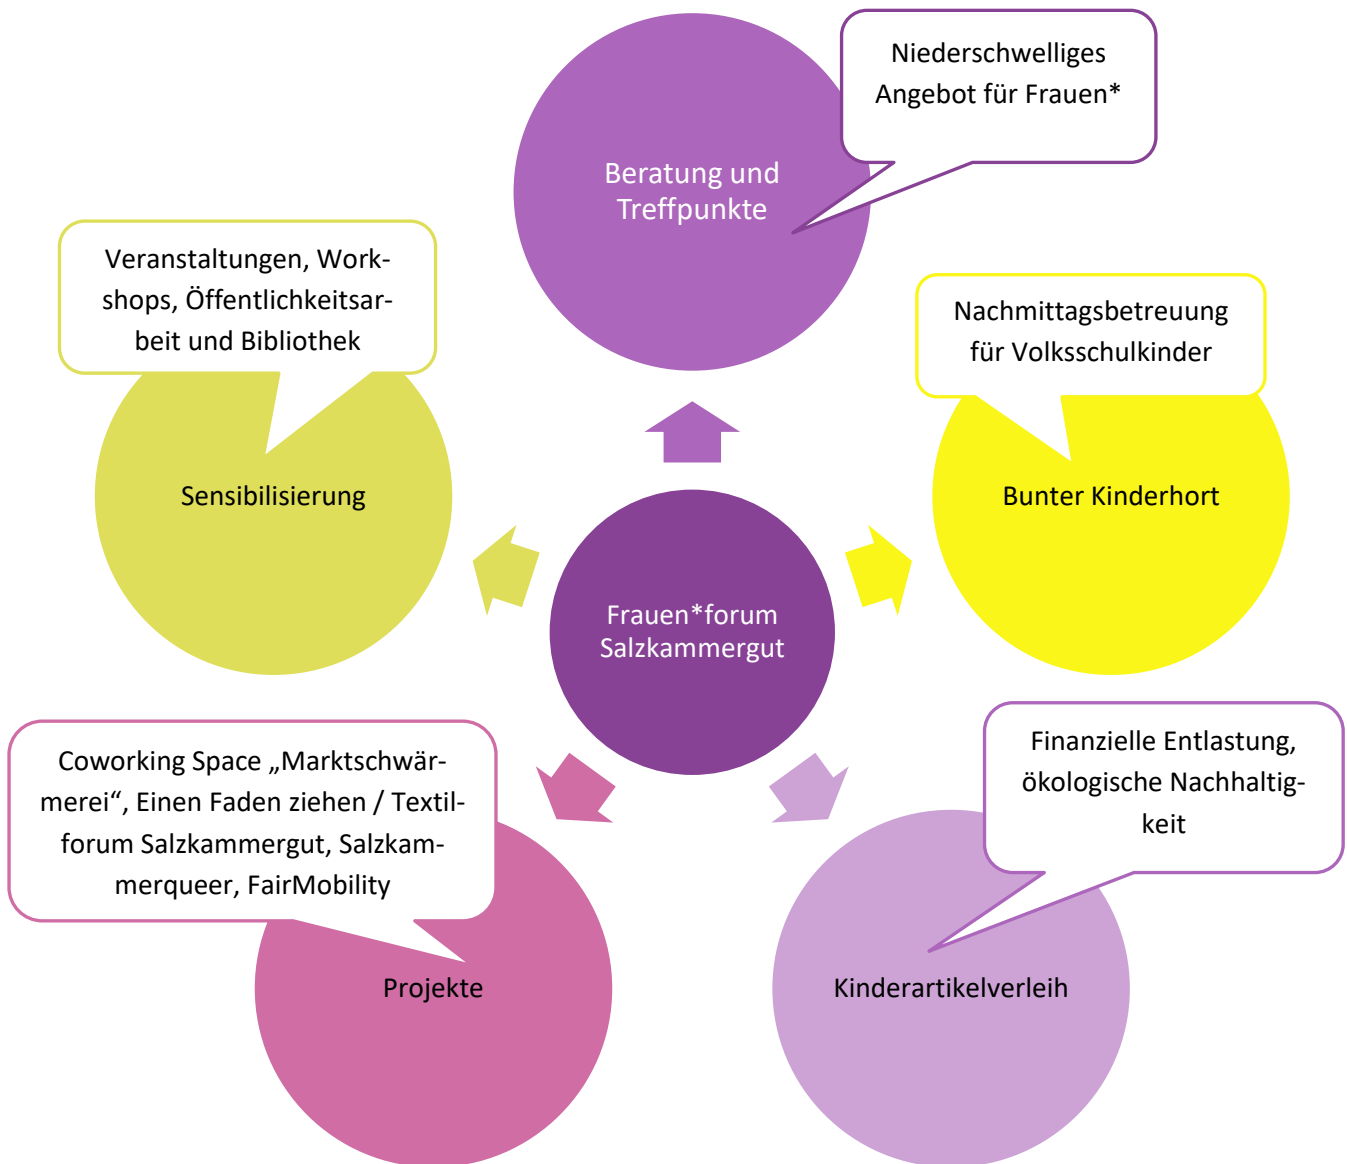 Niederschwelliges
Angebot für Frauen*
Beratung und
Treffpunkte
Veranstaltungen, Work-
shops, Öffentlichkeitsar-
beit und Bibliothek
Sensibilisierung
Nachmittagsbetreuung
für Volksschulkinder
Bunter Kinderhort
Frauen*forum
Salzkammergut
Coworking Space „Marktschwär-
merei“, Einen Faden ziehen / Textil-
forum Salzkammergut, Salzkam-
merqueer, FairMobility
Projekte
Finanzielle Entlastung,
ökologische Nachhaltig-
keit
Kinderartikelverleih